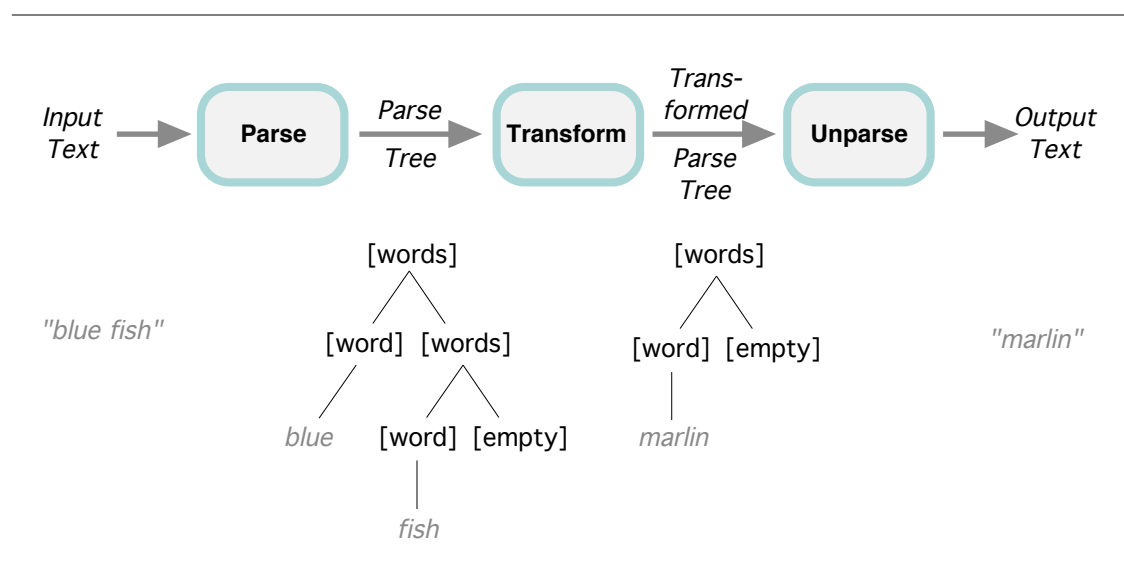 Input
Text
Parse
Parse
Tree
Transform
Trans-
formed
Parse
Tree
Unparse
Output
Text
"blue fish"
[words]
[word] [words]
blue [word] [empty]
fish
[words]
[word] [empty]
marlin
"marlin"